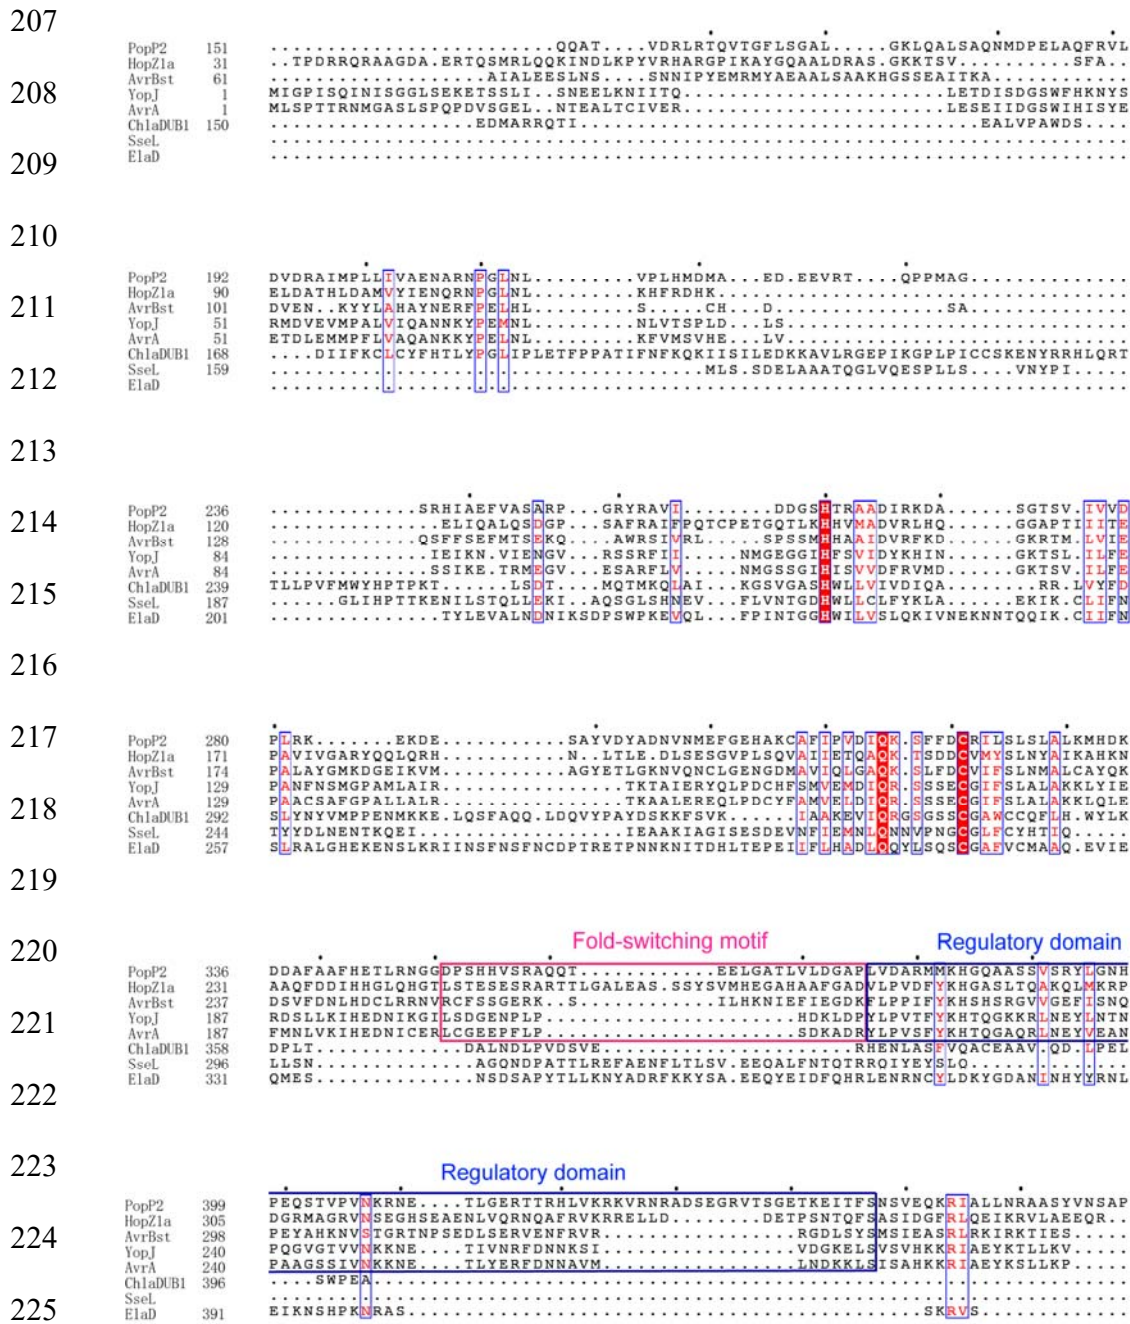 207
PopP2 151 .........................QQAT....VDRLRTQVTGFLSGAL.....GKLQALSAQNMDPELAQFRVL
HopZ1a 31 ..TPDRRQRAAGDA.ERTQSMRLQQKINDLKPYVRHARGPIKAYGQAALDRAS.GKKTSV.........SFA..
AvrBst 61 ...................AIALEESLNS....SNNIPYEMRMYAEAALSAAKHGSSEAITKA............
208
YopJ 1 MIGPISQINISGGLSEKETSSLI..SNEELKNIITQ.......................LETDISDGSWFHKNYS
AvrA 1 MLSPTTRNMGASLSPQPDVSGEL..NTEALTCIVER.......................LESEIIDGSWIHISYE
ChlaDUB1 150 ..................EDMARRQTI...................................EALVPAWDS....
SseL
ElaD
209
210
PopP2 192 DVDRAIMPLLIVAENARNPGLNL.........VPLHMDMA...ED.EEVRT....QPPMAG..............
HopZ1a 90 ELDATHLDAMVYIENQRNPGLNL.........KHFRDHK....................................
211
AvrBst 101 DVEN..KYYLAHAYNERFPELHL.........S.....CH...D...............SA..............
YopJ 51 RMDVEVMPALVIQANNKYPEMNL.........NLVTSPLD...LS..............................
AvrA 51 ETDLEMMPFLVAQANKKYPELNL.........KFVMSVHE...LV..............................
ChlaDUB1 168 ....DIIFKCLCYFHTLYPGLIPLETFPPATIFNFKQKIISILEDKKAVLRGEPIKGPLPICCSKENYRRHLQRT
212
SseL 159 ......................................MLS.SDELAAATQGLVQESPLLS....VNYPI.....
ElaD
213
PopP2 236 .............SRHIAEFVASARP...GRYRAVI........DDGSHTRAADIRKDA......SGTSV.IVVD
214
HopZ1a 120 ...............ELIQALQSDGP...SAFRAIFPQTCPETGQTLKHHVMADVRLHQ......GGAPTIIITE
AvrBst 128 .............QSFFSEFMTSEKQ....AWRSIVRL......SPSSMHHAAIDVRFKD.....GKRTM.LVIE
YopJ 84 ..............IEIKN.VIENGV...RSSRFII.....NMGEGGIHFSVIDYKHIN......GKTSL.ILFE
AvrA 84 ..............SSIKE.TRMEGV...ESARFLV.....NMGSSGIHISVVDFRVMD......GKTSV.ILFE
ChlaDUB1 239 TLLPVFMWYHPTPKT.....LSDT....MQTMKQLAI...KGSVGASHWLLVIVDIQA.......RR.LVYFD
215
SseL 187 ......GLIHPTTKENILSTQLLEKI...AQSGLSHNEV...FLVNTGDHWLLCLFYKLA.....EKIK.CLIFN
ElaD 201 ...............TYLEVALNDNIKSDPSWPKEVQL...FPINTGGHWILVSLQKIVNEKNNTQQIK.CIIFN
216
217
PopP2 280 PLRK......EKDE...........SAYVDYADNVNMEFGEHAKCAFIPVDIQK.SFFDCRILSLSLALKMHDK
HopZ1a 171 PAVIVGARYQQLQRH..........N..LTLE.DLSESGVPLSQVAIIETQAQKTSDDCVMYSLNYAIKAHKN
AvrBst 174 PALAYGMKDGEIKVM..........AGYETLGKNVQNCLGENGDMAVIQLGAQK.SLFDCVIFSLNMALCAYQK
YopJ 129 PANFNSMGPAMLAIR..............TKTAIERYQLPDCHFSMVEMDIQR.SSSECGIFSLALAKKLYIE
218
AvrA 129 PAACSAFGPALLALR..............TKAALEREQLPDCYFAMVELDIQR.SSSECGIFSLALAKKLQLE
ChlaDUB1 292 SLYNYVMPPENMKKE.LQSFAQQ.LDQVYPAYDSKKFSVK.....IAAKEVIQRGSGSSCGAWCCQFLH.WYLK
SseL 244 TYYDLNENTKQEI............IEAAKIAGISESDEVNFIEMNLQNNVPNGCGLFCYHTIQ.........
ElaD 257 SLRALGHEKENSLKRIINSFNSFNCDPTRETPNNKNITDHLTEPEIIFLHADLQQYLSQSCGAFVCMAAQ.EVIE
219
Fold-switching motif Regulatory domain
220
PopP2 336 DDAFAAFHETLRNGGDPSHHVSRAQQT............EELGATLVLDGAPLVDARMMKHGQAASSVSRYLGNH
HopZ1a 231 AAQFDDIHHGLQHGTLSTESESRARTTLGALEAS.SSYSVMHEGAHAAFGADVLPVDFYKHGASLTQAKQLMKRP
AvrBst 237 DSVFDNLHDCLRRNVRCFSSGERK...S...........ILHKNIEFIEGDKFLPPIFYKHSHSRGVVGEFISNQ
221
YopJ 187 RDSLLKIHEDNIKGILSDGENPLP...............HDKLDPYLPVTFYKHTQGKKRLNEYLNTN
AvrA 187 FMNLVKIHEDNICERLCGEEPFLP...............SDKADRYLPVSFYKHTQGAQRLNEYVEAN
ChlaDUB1 358 DPLT.............DALNDLPVDSVE..................RHENLASFVQACEAAV.QD.LPEL
SseL 296 LLSN.............AGQNDPATTLREFAENFLTLSV.EEQALFNTQTRRQIYEYSLQ............
222
ElaD 331 QMES.............NSDSAPYTLLKNYADRFKKYSA.EEQYEIDFQHRLENRNCYLDKYGDANINHYYRNL
223
Regulatory domain
PopP2 399 PEQSTVPVNKRNE....TLGERTTRHLVKRKVRNRADSEGRVTSGETKEITFSNSVEQKRIALLNRAASYVNSAP
HopZ1a 305 DGRMAGRVNSEGHSEAENLVQRNQAFRVKRRELLDD........DETPSNTQFSASIDGFRLQEIKRVLAEEQR.
224
AvrBst 298 PEYAHKNVSTGRTNPSEDLSERVENFRVR...............RGDLSYSMSIEASRLKIRKTIES........
YopJ 240 PQGVGTVVNKKNE....TIVNRFDNNKSI...............VDGKELSVSVHKKRIAEYKTLLKV.......
AvrA 240 PAAGSSIVNKKNE....TLYERFDNNAVM...............LNDKKLSISAHKKRIAEYKSLLKP.......
ChlaDUB1 396 ....SWPEA..................................................................
SseL
225
ElaD 391 EIKNSHPKNRAS.............................................SKRVS..............